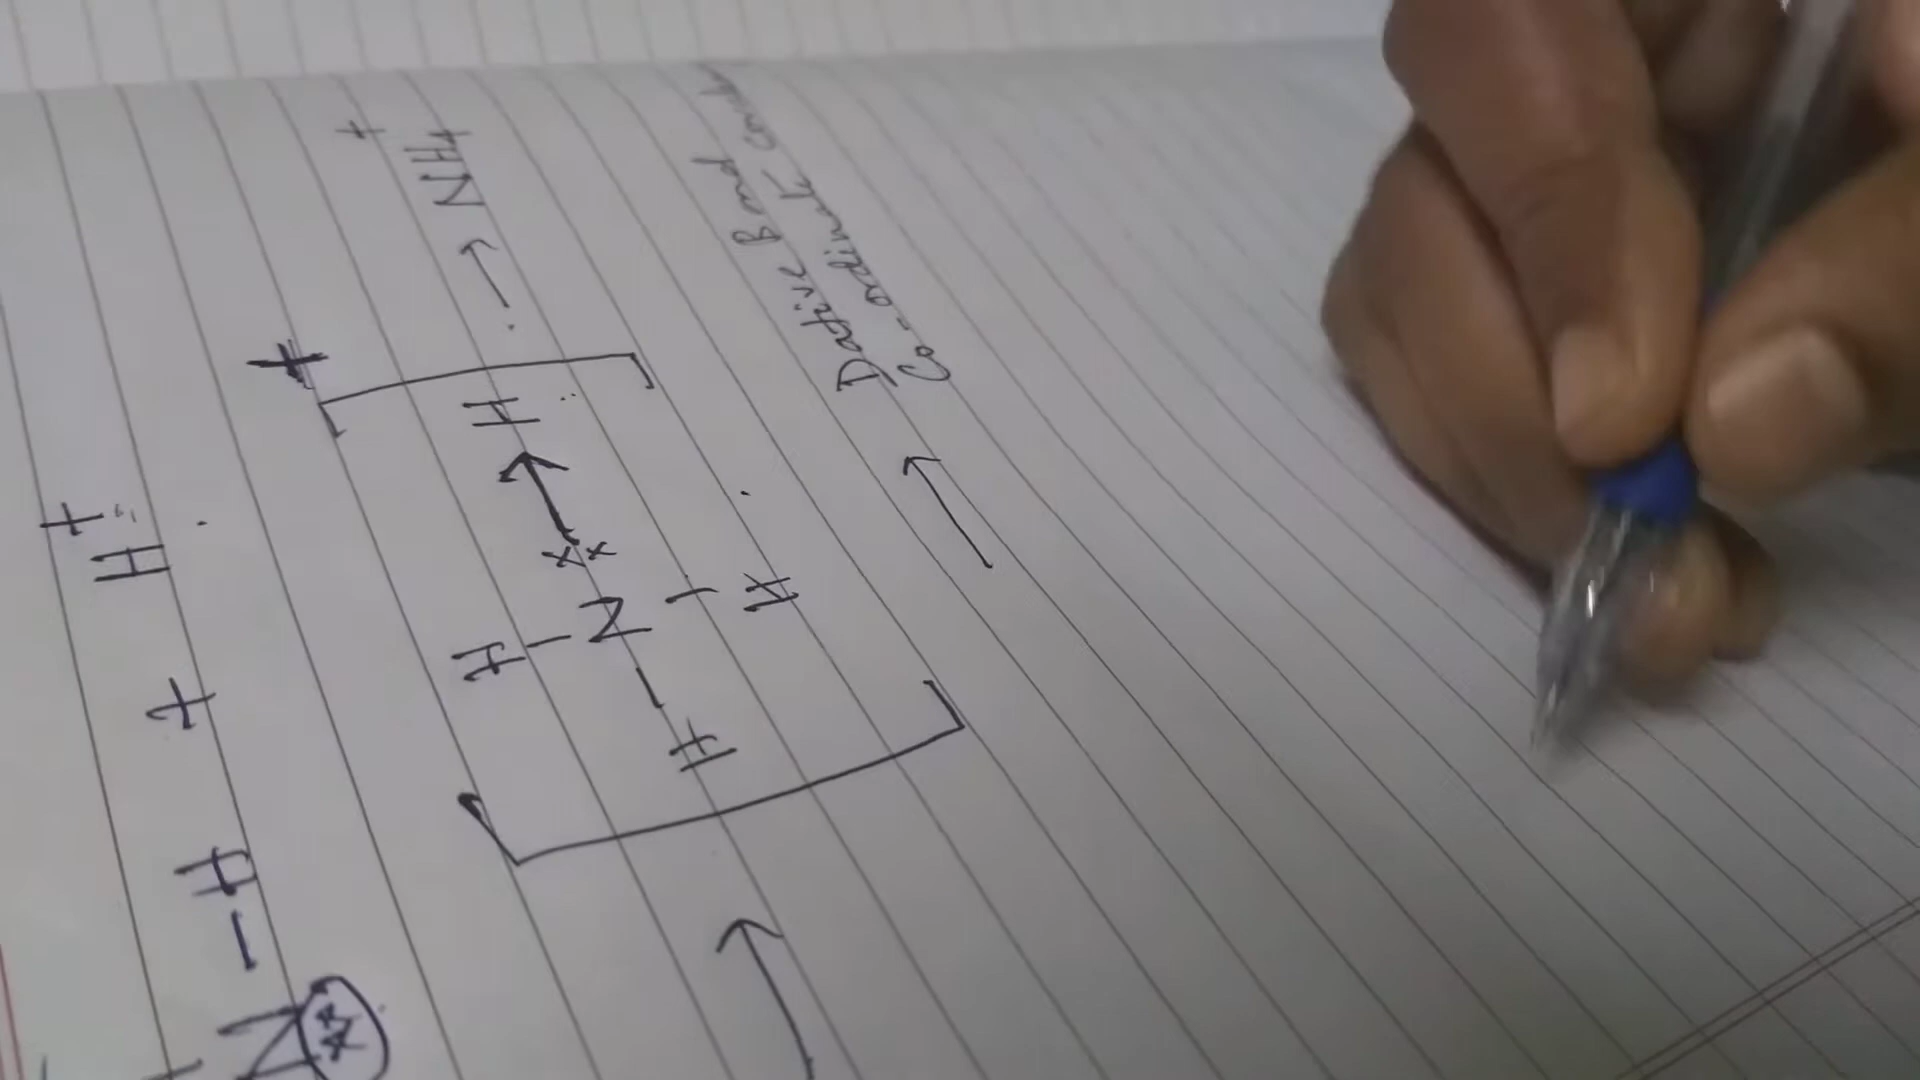 N — H + H +
[ H — N ×× → H ] + → NH4 +
H
H
→ Dative Bond
Co-ordinate